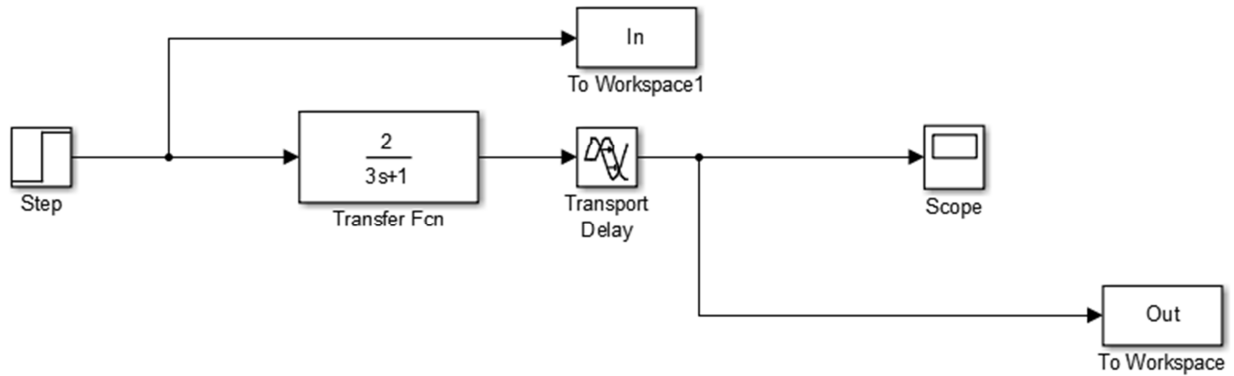 In
To Workspace1
Step
2
3s+1
Transfer Fcn
Transport
Delay
Scope
Out
To Workspace